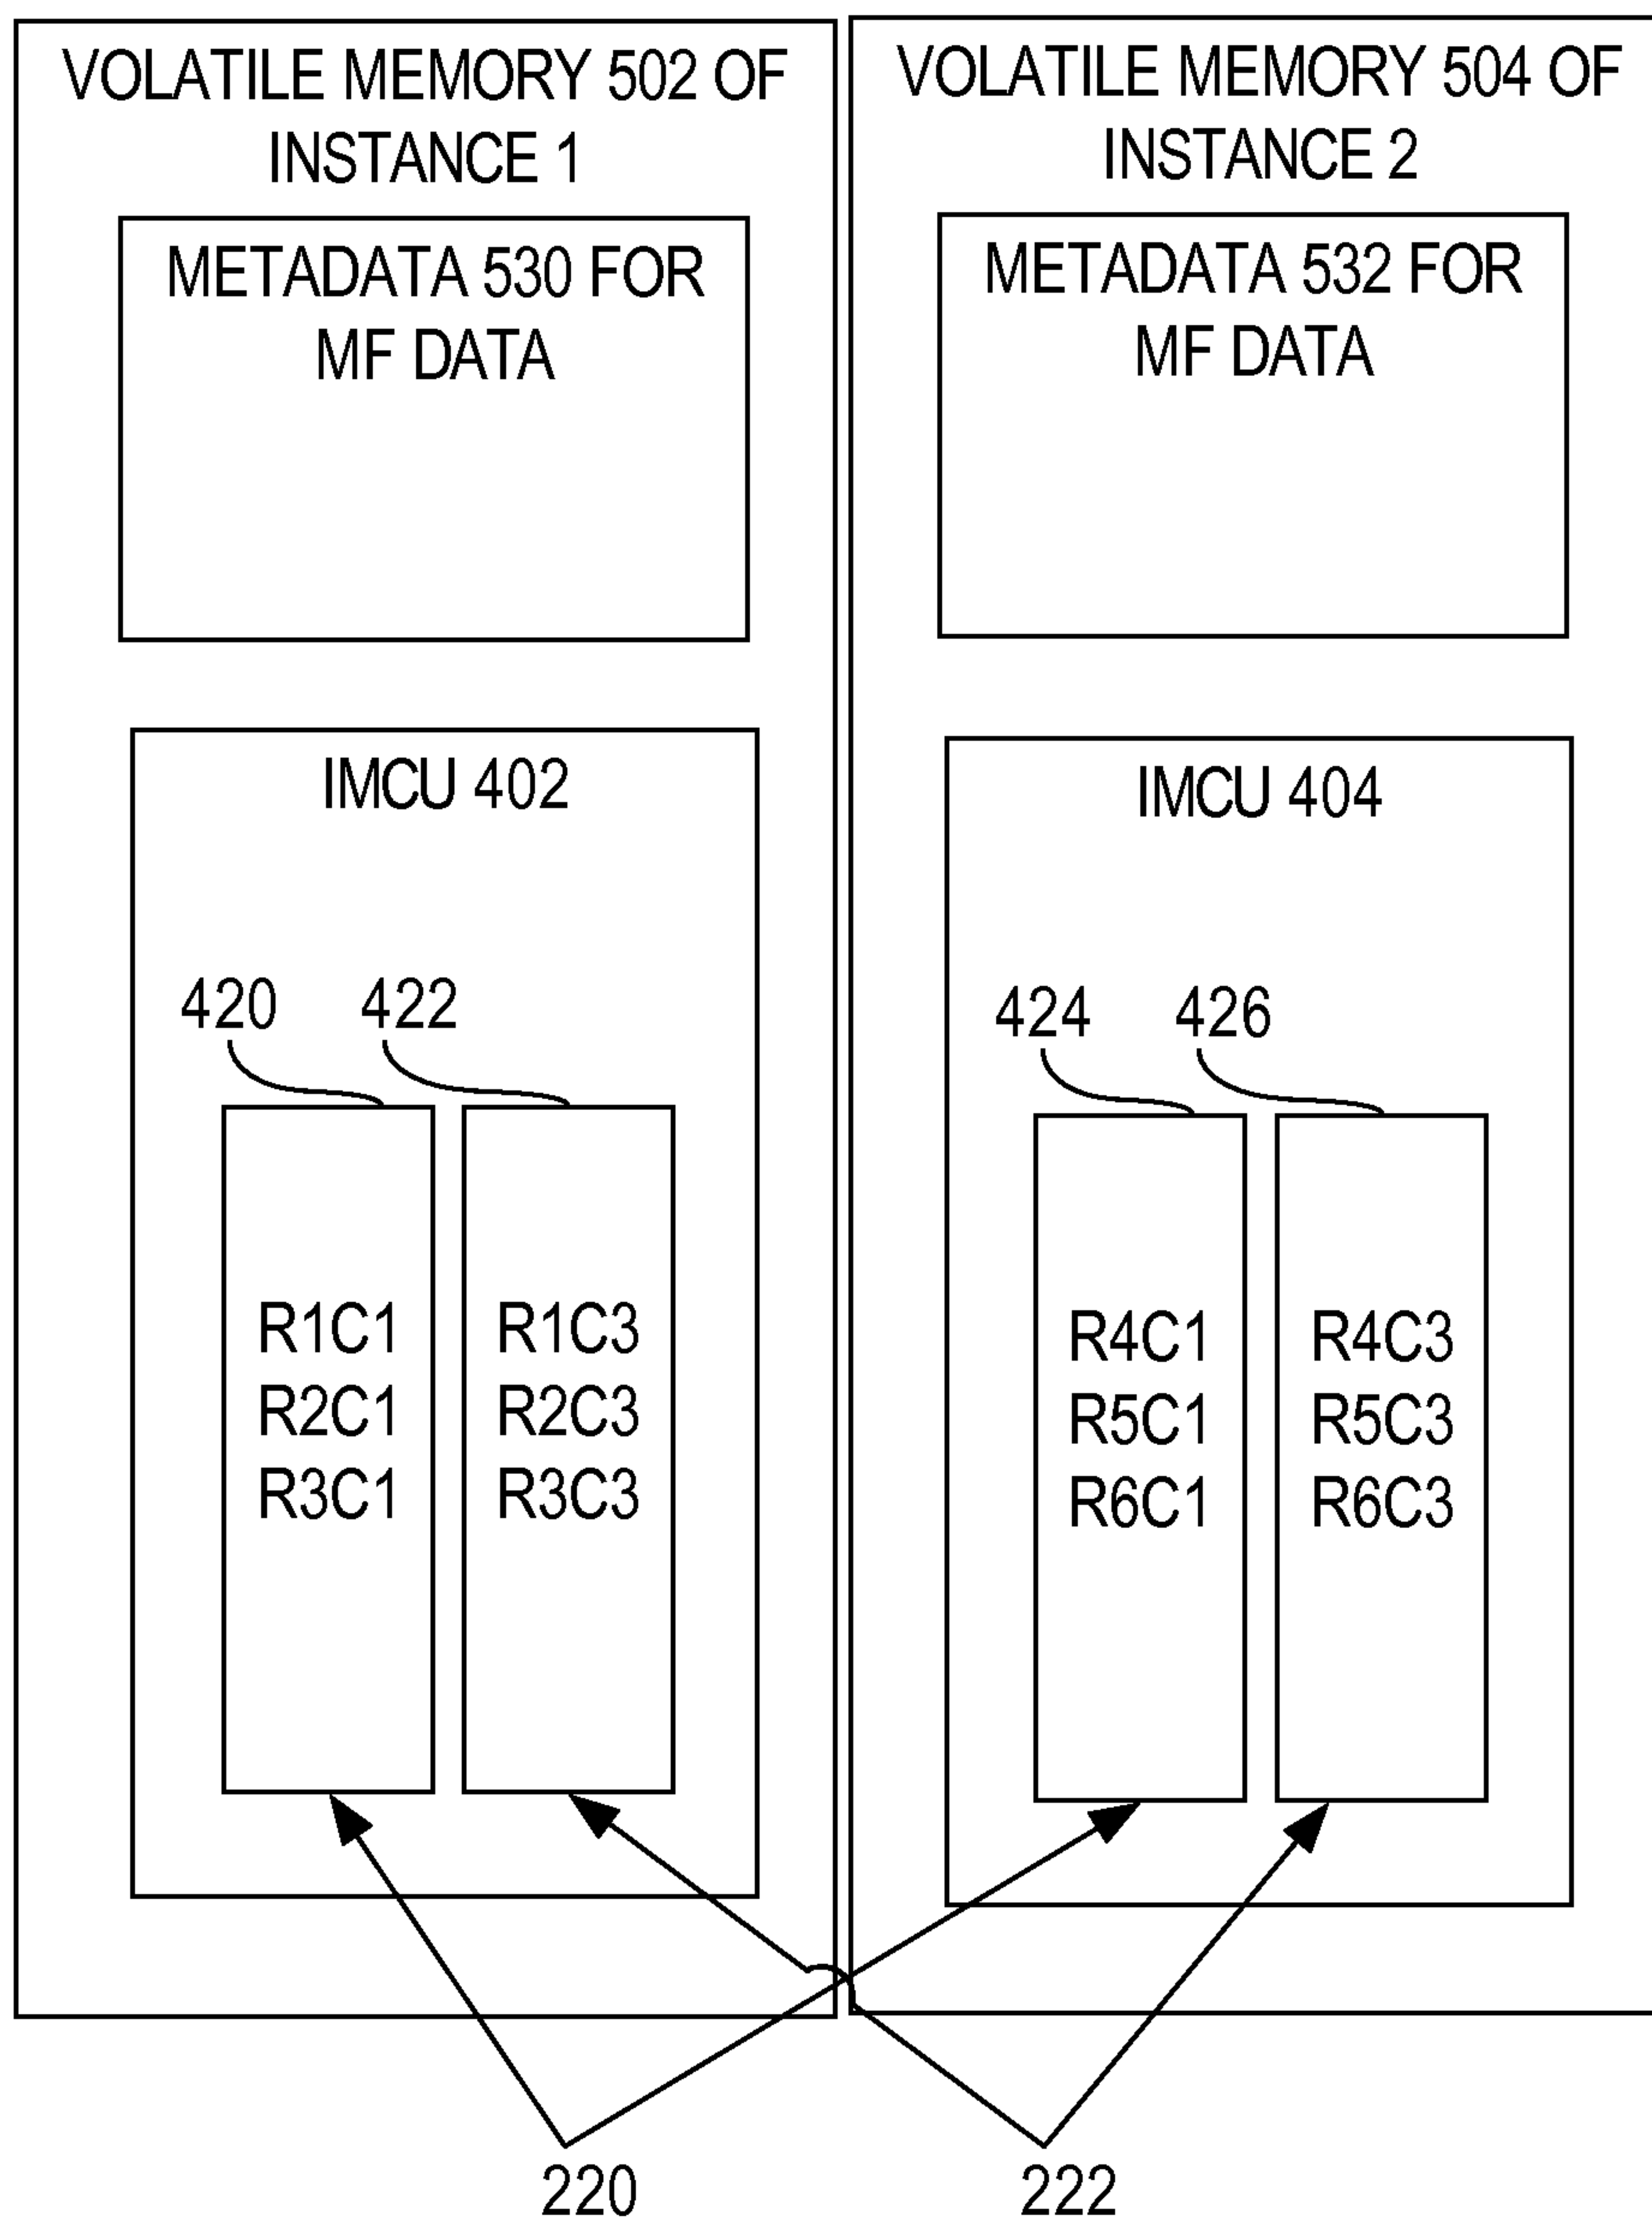 VOLATILE MEMORY 502 OF
INSTANCE 1
METADATA 530 FOR
MF DATA
IMCU 402
420
422
R1C1
R2C1
R3C1
R1C3
R2C3
R3C3
VOLATILE MEMORY 504 OF
INSTANCE 2
METADATA 532 FOR
MF DATA
IMCU 404
424
426
R4C1
R5C1
R6C1
R4C3
R5C3
R6C3
220
222